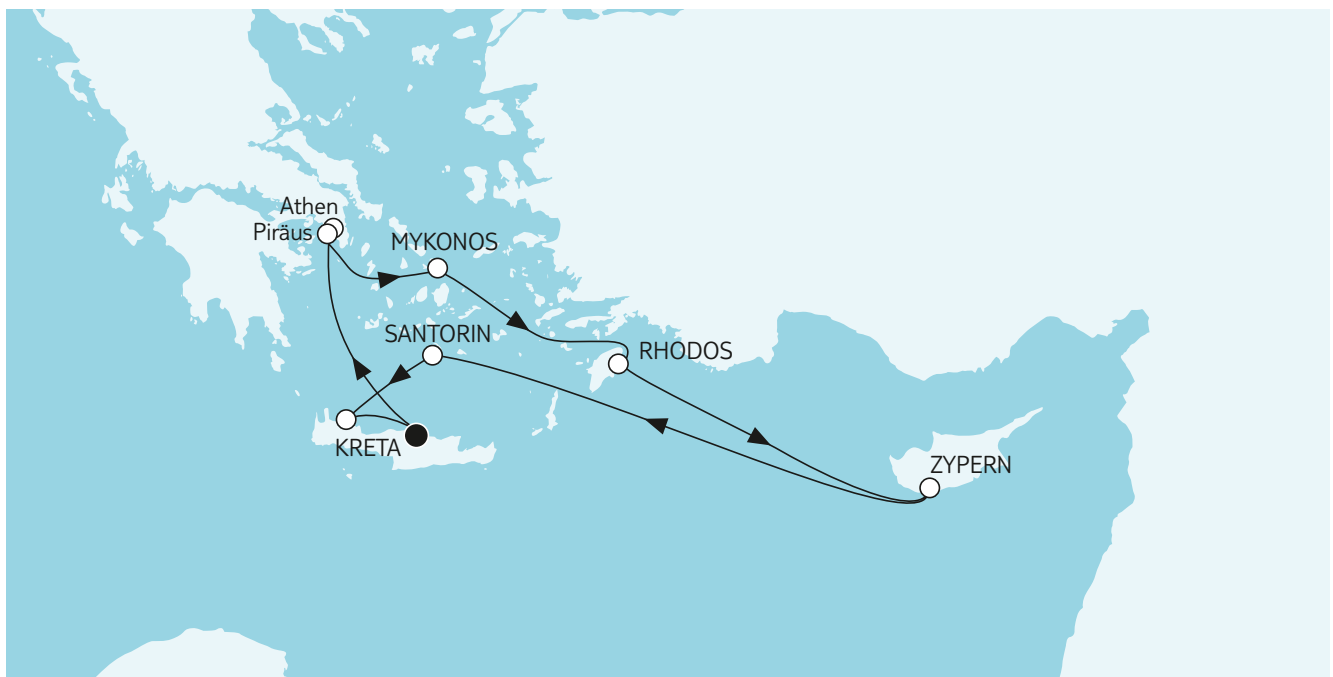 Athen
Piräus
MYKONOS
SANTORIN
RHODOS
KRETA
ZYPERN